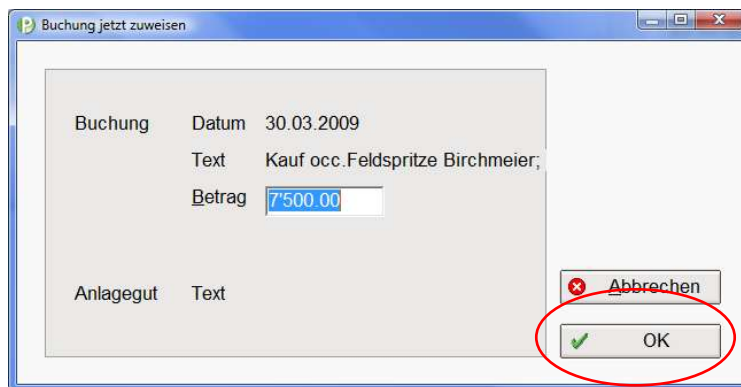 Buchung jetzt zuweisen
Buchung Datum 30.03.2009
Text Kauf occ.Feldspritze Birchmeier;
Betrag 7'500.00
Anlagegut Text
Abbrechen
OK